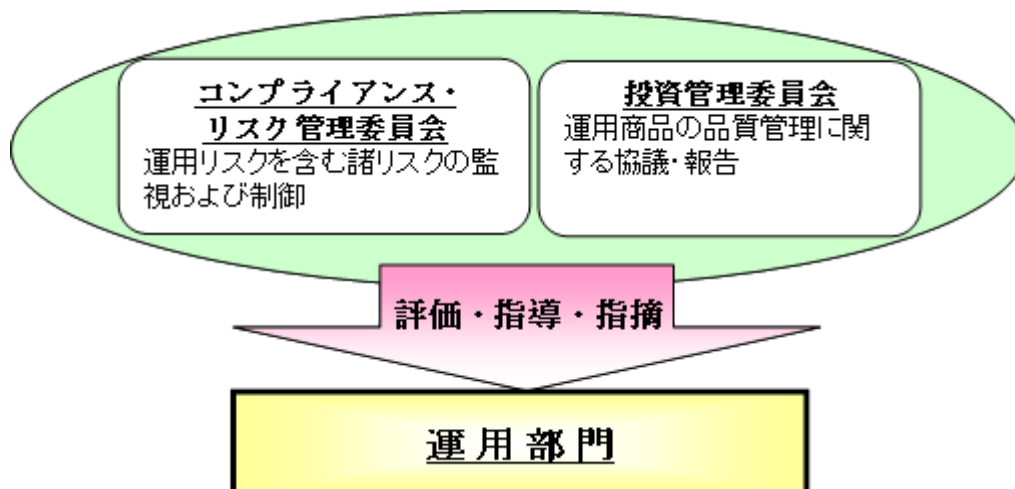 コンプライアンス・
リスク管理委員会
運用リスクを含む諸リスクの監
視および制御
投資管理委員会
運用商品の品質管理に関
する協議・報告
評価・指導・指摘
運用部門